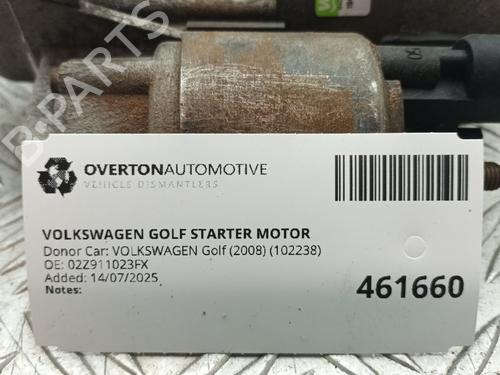 OVERTONAUTOMOTIVE
VEHICLE DISMANTLERS
VOLKSWAGEN GOLF STARTER MOTOR
Donor Car: VOLKSWAGEN Golf (2008) (102238)
OE: 02Z911023FX
Added: 14/07/2025
Notes:
461660
B-PARTS